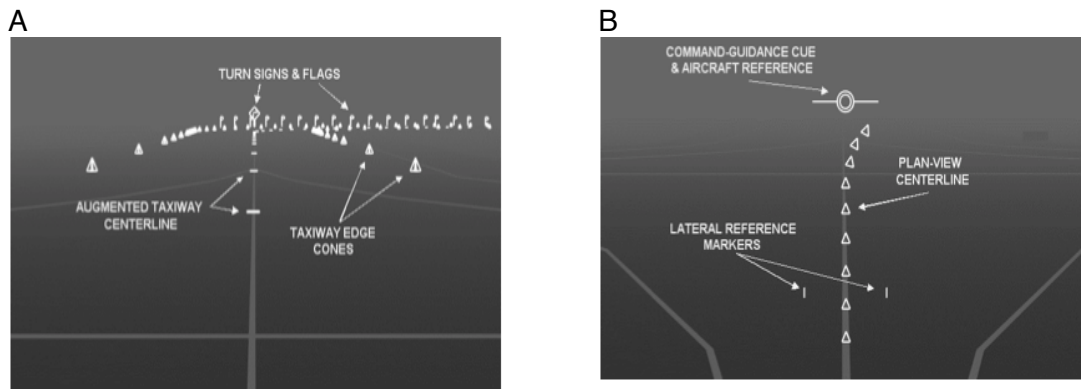 A
TURN SIGNS & FLAGS
AUGMENTED TAXIWAY
CENTERLINE
TAXIWAY EDGE
CONES
B
COMMAND-GUIDANCE CUE
& AIRCRAFT REFERENCE
PLAN-VIEW
CENTERLINE
LATERAL REFERENCE
MARKERS